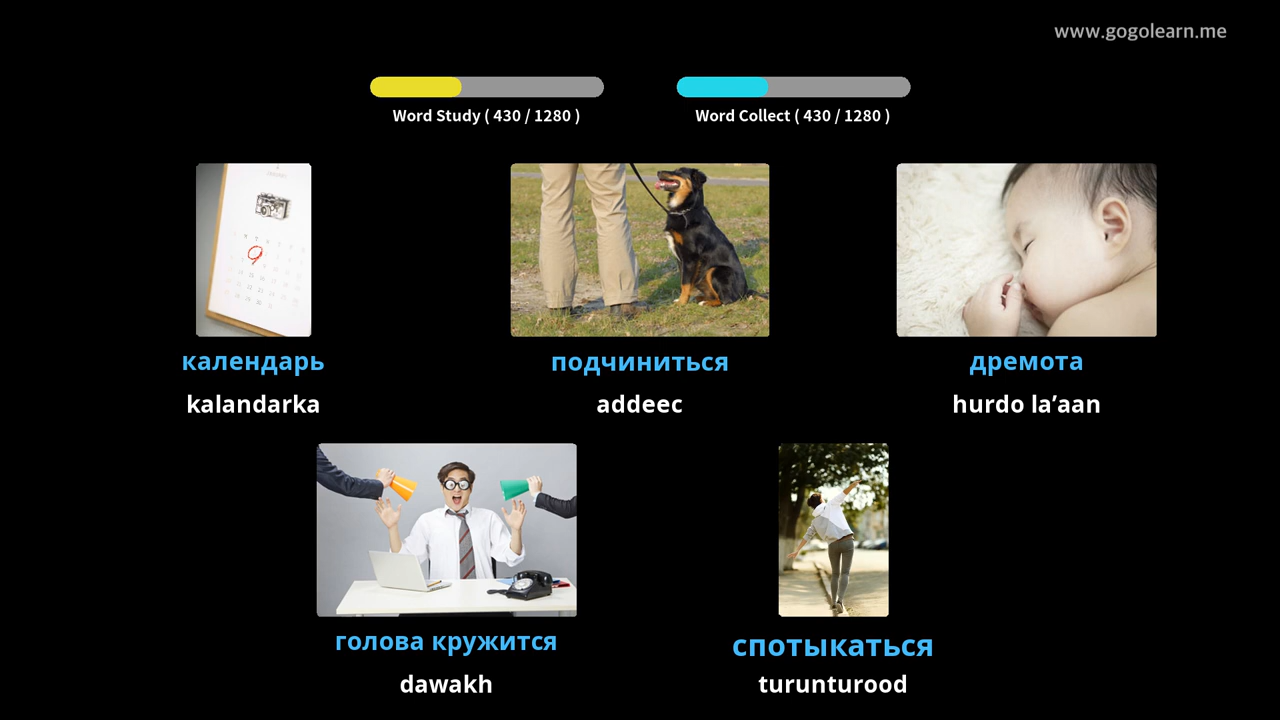 www.gogolearn.me
Word Study ( 430 / 1280 )
Word Collect ( 430 / 1280 )
календарь
kalandarka
подчиниться
addeec
дремота
hurdo la’aan
голова кружится
dawakh
спотыкаться
turunturood